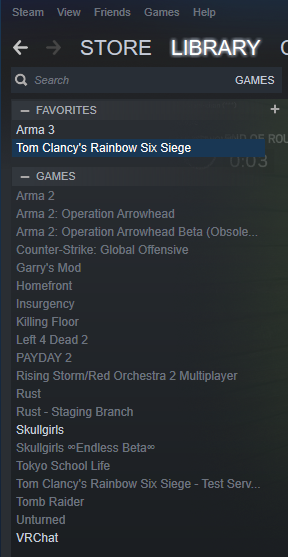 Steam View Friends Games Help
STORE LIBRARY
Search GAMES
— FAVORITES +
Arma 3
Tom Clancy's Rainbow Six Siege
— GAMES
Arma 2
Arma 2: Operation Arrowhead
Arma 2: Operation Arrowhead Beta (Obsole...
Counter-Strike: Global Offensive
Garry's Mod
Homefront
Insurgency
Killing Floor
Left 4 Dead 2
PAYDAY 2
Rising Storm/Red Orchestra 2 Multiplayer
Rust
Rust - Staging Branch
Skullgirls
Skullgirls ∞Endless Beta∞
Tokyo School Life
Tom Clancy's Rainbow Six Siege - Test Serv...
Tomb Raider
Unturned
VRChat